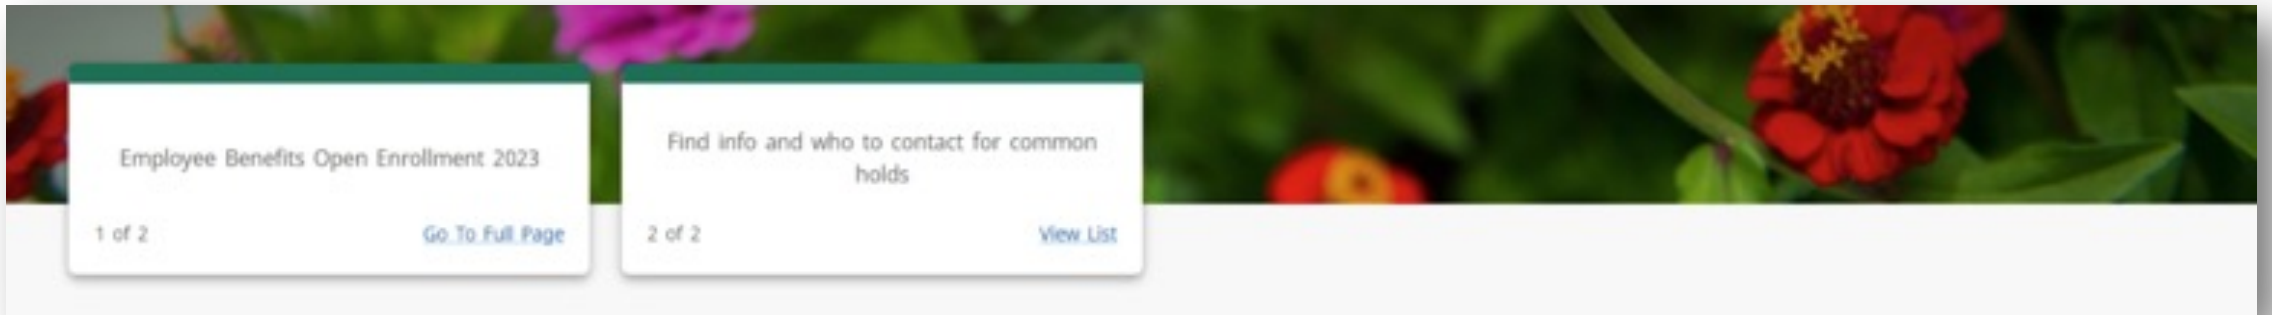 Employee Benefits Open Enrollment 2023
1 of 2
Go To Full Page
Find info and who to contact for common
holds
2 of 2
View List